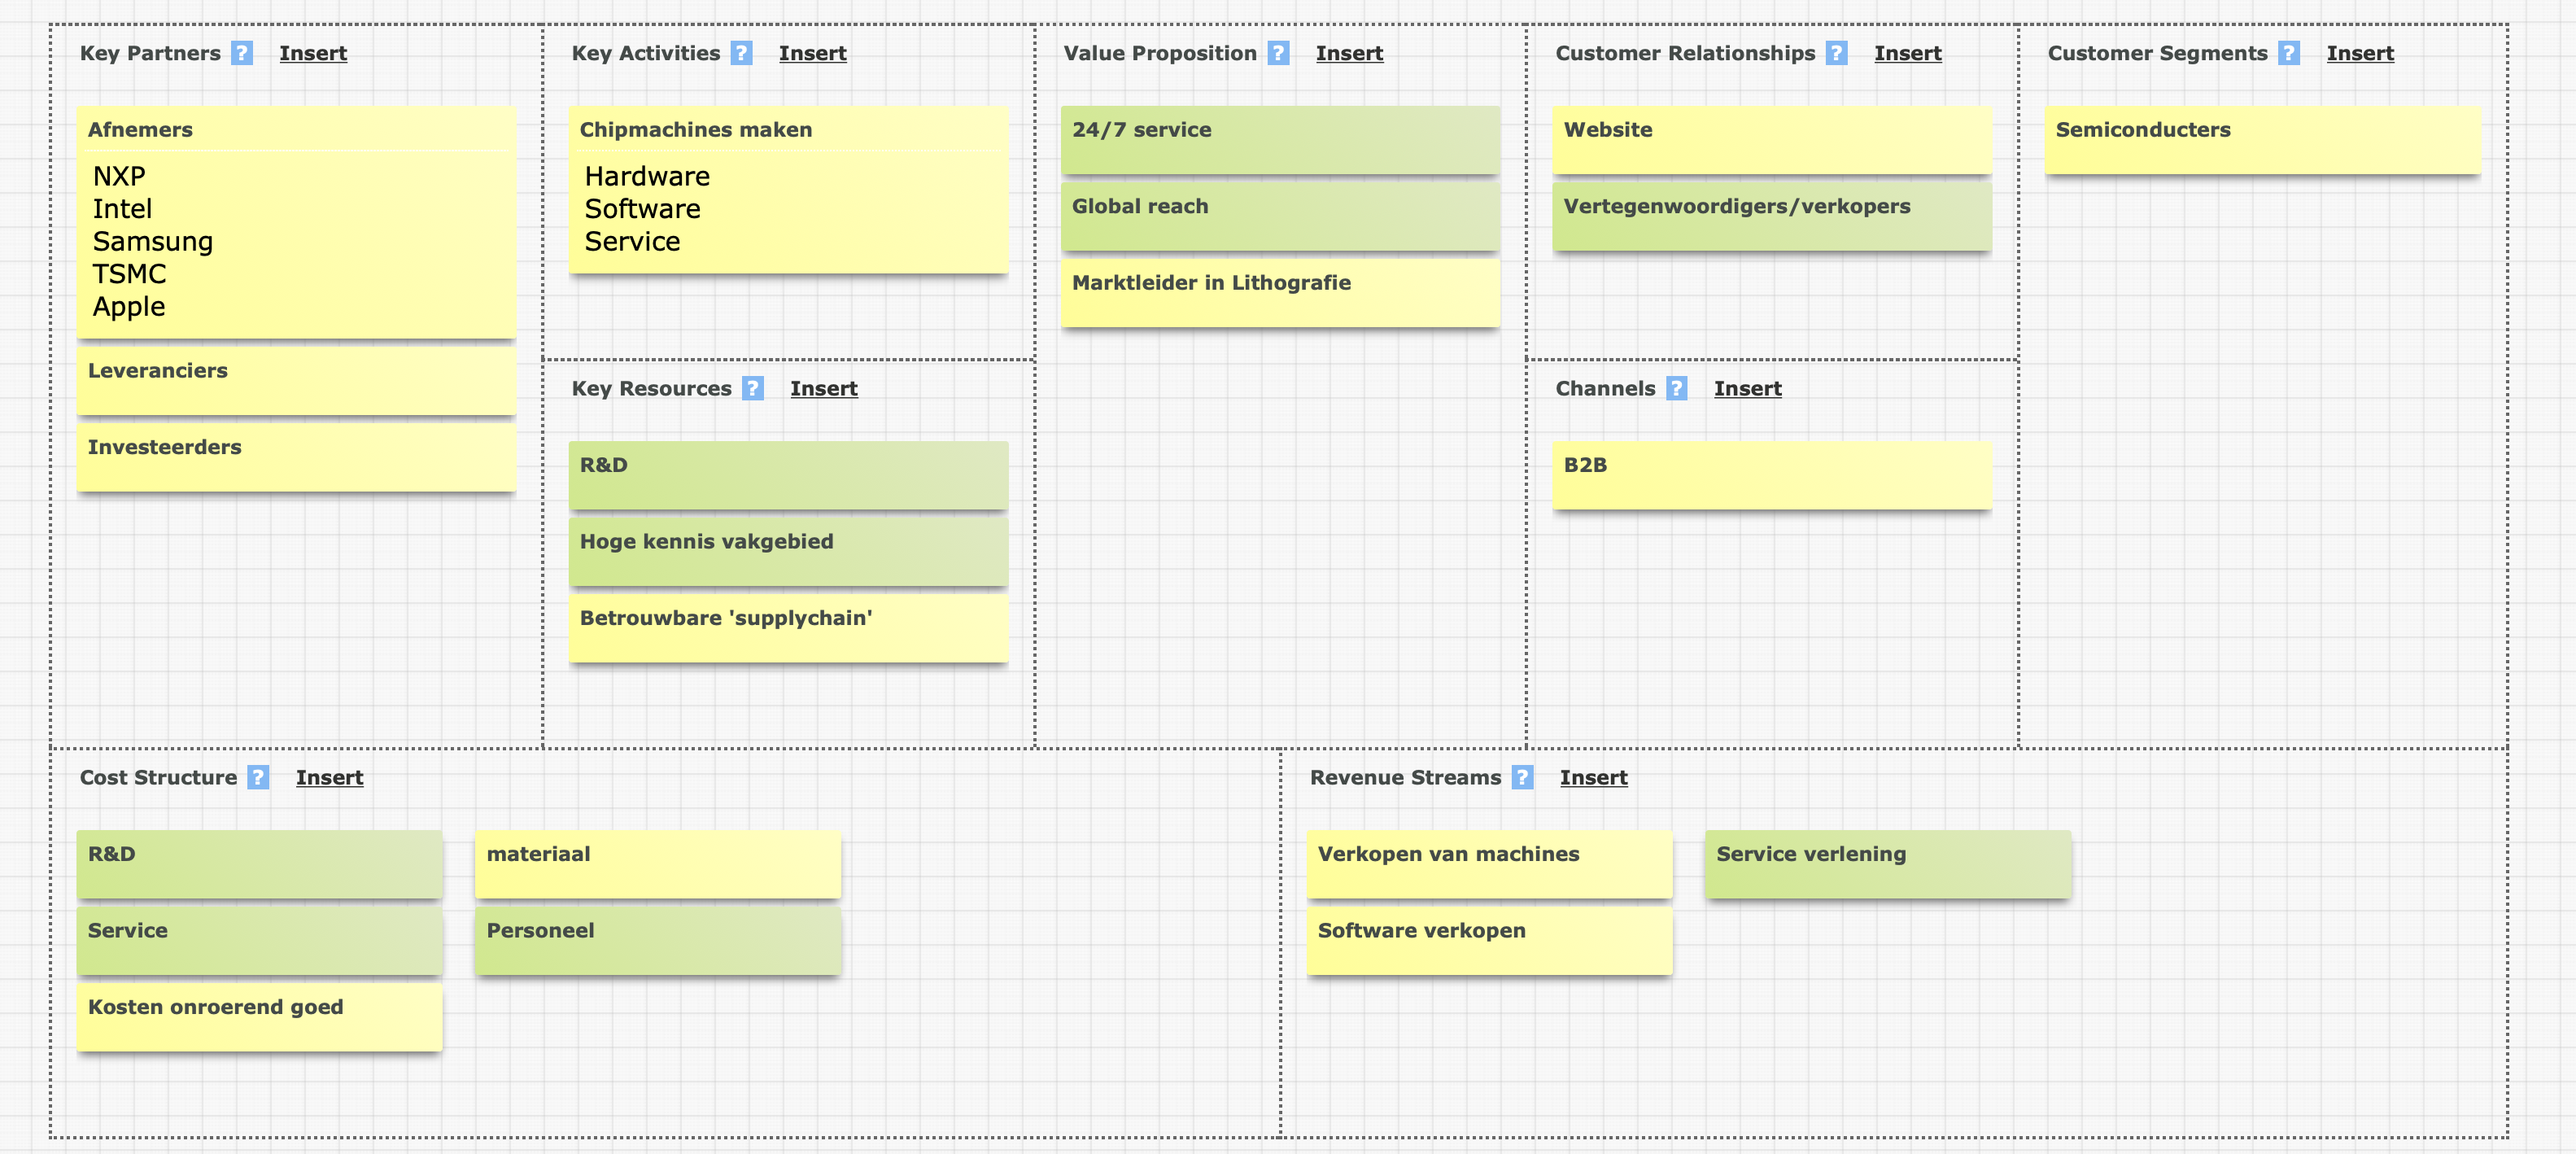 Key Partners ? Insert
Afnemers
NXP
Intel
Samsung
TSMC
Apple
Leveranciers
Investeerders
Key Activities ? Insert
Chipmachines maken
Hardware
Software
Service
Key Resources ? Insert
R&D
Hoge kennis vakgebied
Betrouwbare 'supplychain'
Value Proposition ? Insert
24/7 service
Global reach
Marktleider in Lithografie
Customer Relationships ? Insert
Website
Vertegenwoordigers/verkopers
Channels ? Insert
B2B
Customer Segments ? Insert
Semiconducters
Cost Structure ? Insert
R&D
materiaal
Service
Personeel
Kosten onroerend goed
Revenue Streams ? Insert
Verkopen van machines
Service verlening
Software verkopen